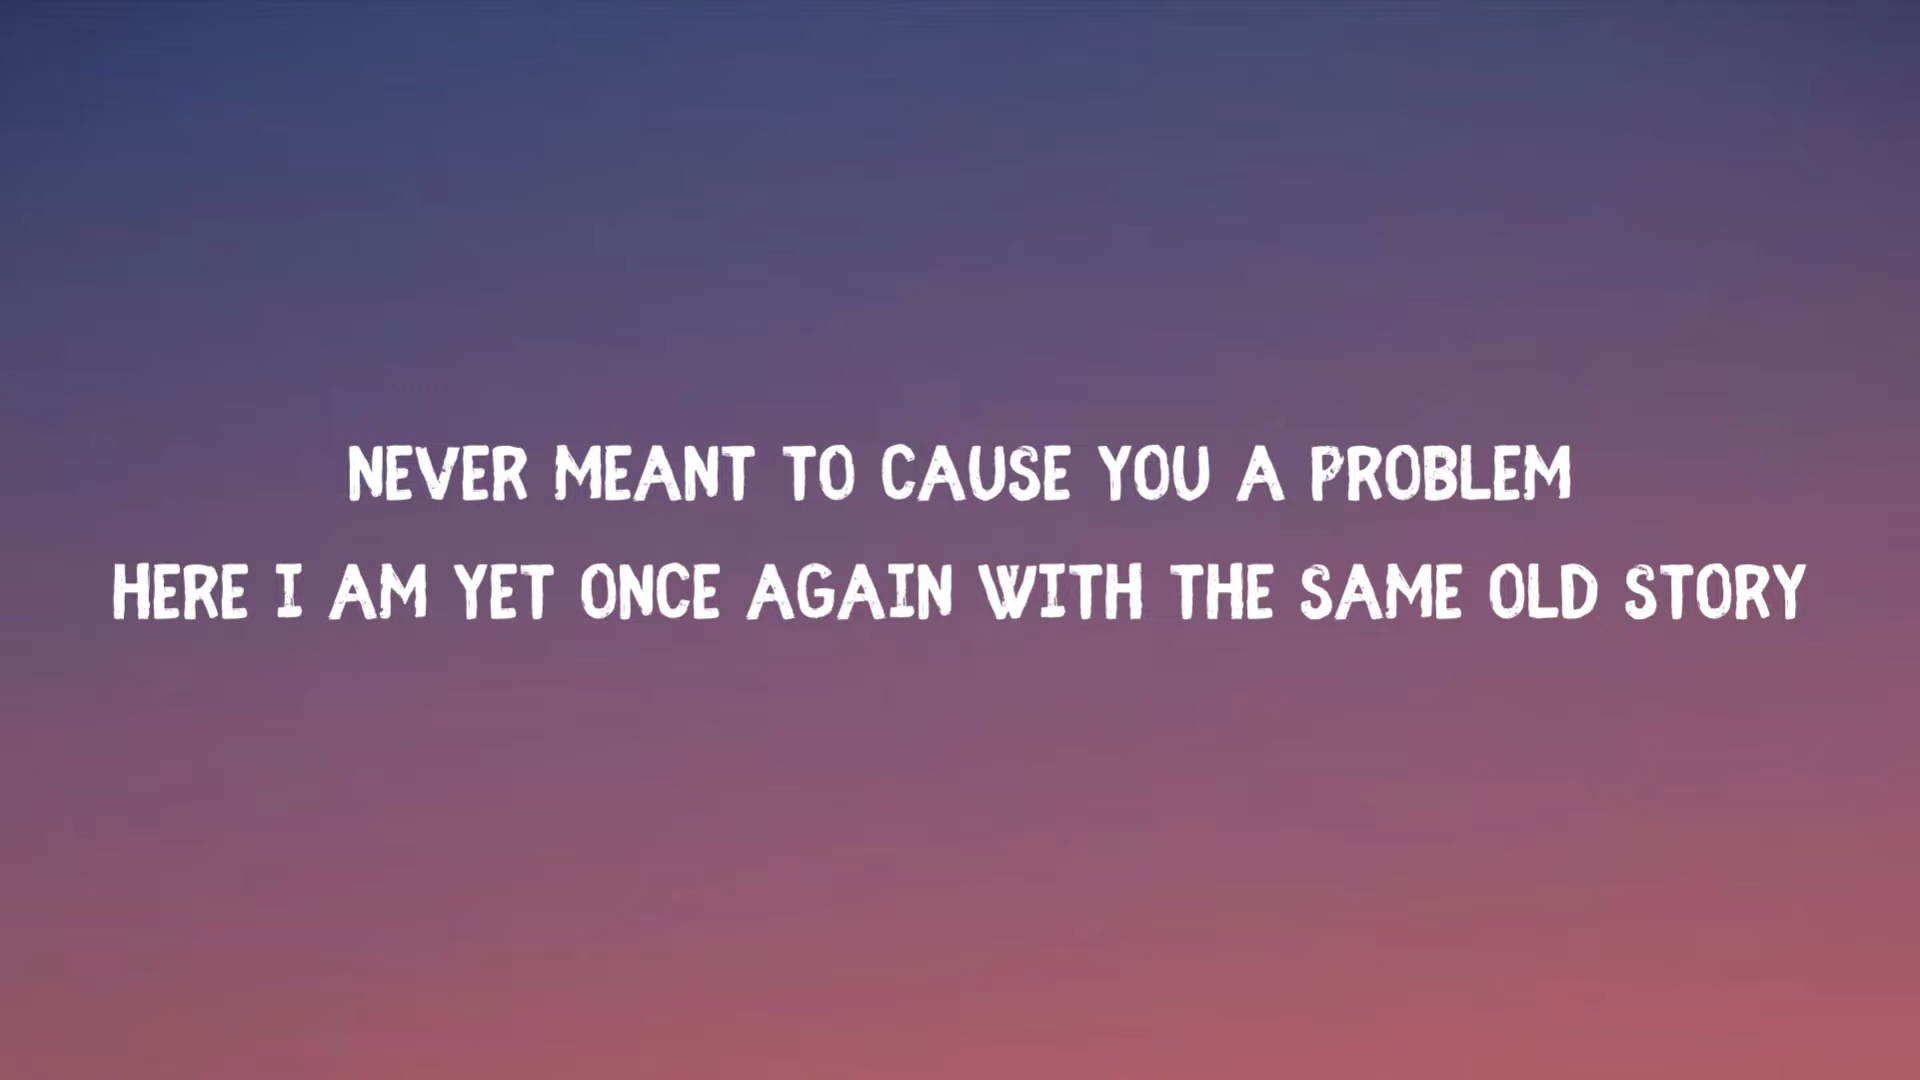 NEVER MEANT TO CAUSE YOU A PROBLEM
HERE I AM YET ONCE AGAIN WITH THE SAME OLD STORY